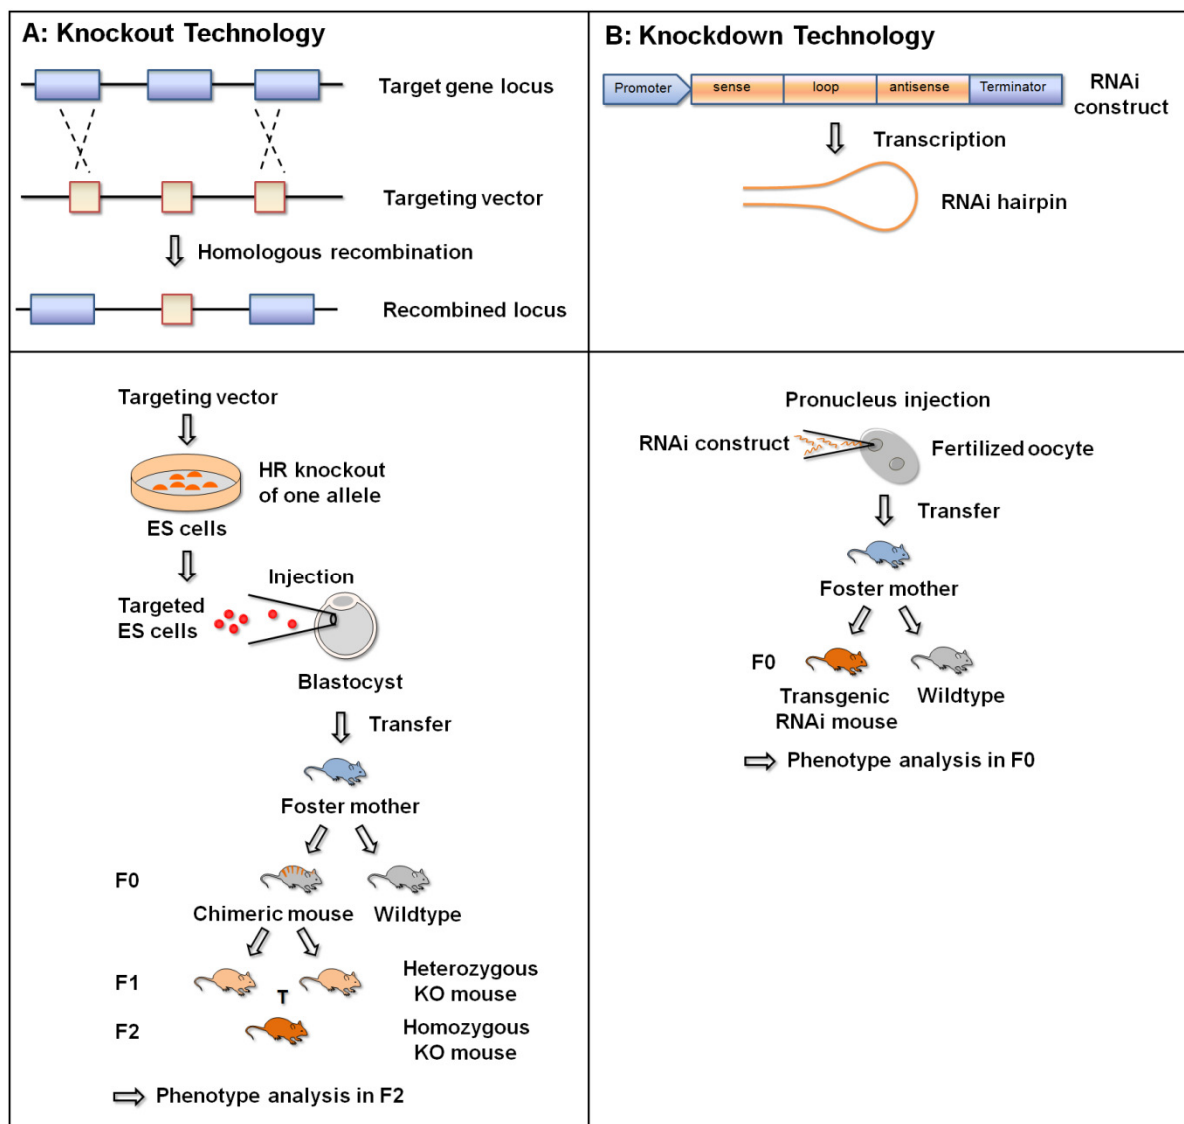 A: Knockout Technology
Target gene locus
Targeting vector
Homologous recombination
Recombined locus
B: Knockdown Technology
Promoter
sense
loop
antisense
Terminator
RNAi
construct
Transcription
RNAi hairpin
Targeting vector
HR knockout
of one allele
ES cells
Injection
Targeted
ES cells
Blastocyst
Transfer
Foster mother
F0
Chimeric mouse
Wildtype
F1
Heterozygous
KO mouse
T
F2
Homozygous
KO mouse
Phenotype analysis in F2
Pronucleus injection
RNAi construct
Fertilized oocyte
Transfer
Foster mother
F0
Transgenic
RNAi mouse
Wildtype
Phenotype analysis in F0